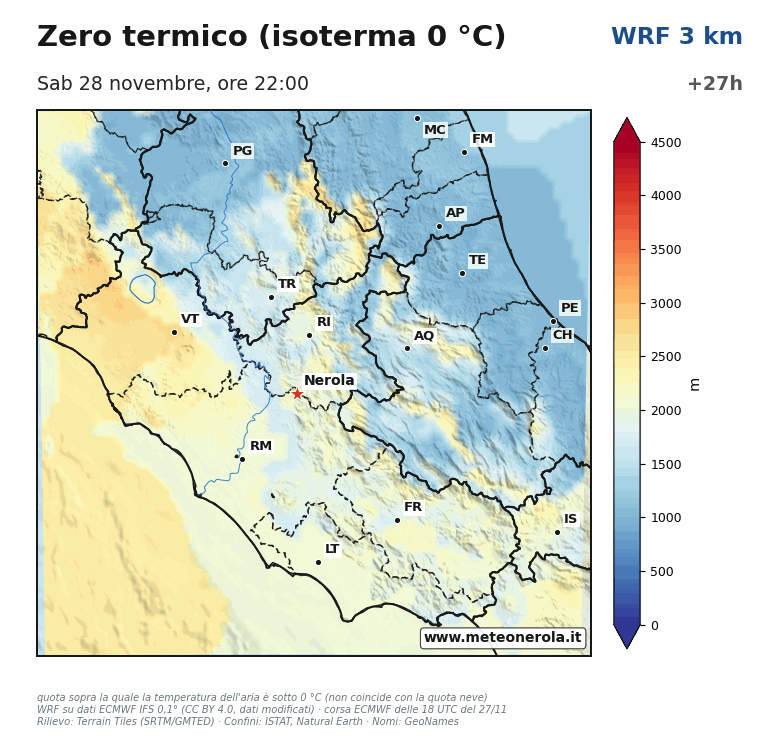 Zero termico (isoterma 0 °C)
WRF 3 km
Sab 28 novembre, ore 22:00
+27h
MC
FM
PG
AP
TE
TR
PE
VT
RI
AQ
CH
Nerola
RM
FR
IS
LT
www.meteonerola.it
4500
4000
3500
3000
2500
2000
1500
1000
500
0
m
quota sopra la quale la temperatura dell'aria è sotto 0 °C (non coincide con la quota neve)
WRF su dati ECMWF IFS 0,1° (CC BY 4.0, dati modificati) · corsa ECMWF delle 18 UTC del 27/11
Rilievo: Terrain Tiles (SRTM/GMTED) · Confini: ISTAT, Natural Earth · Nomi: GeoNames